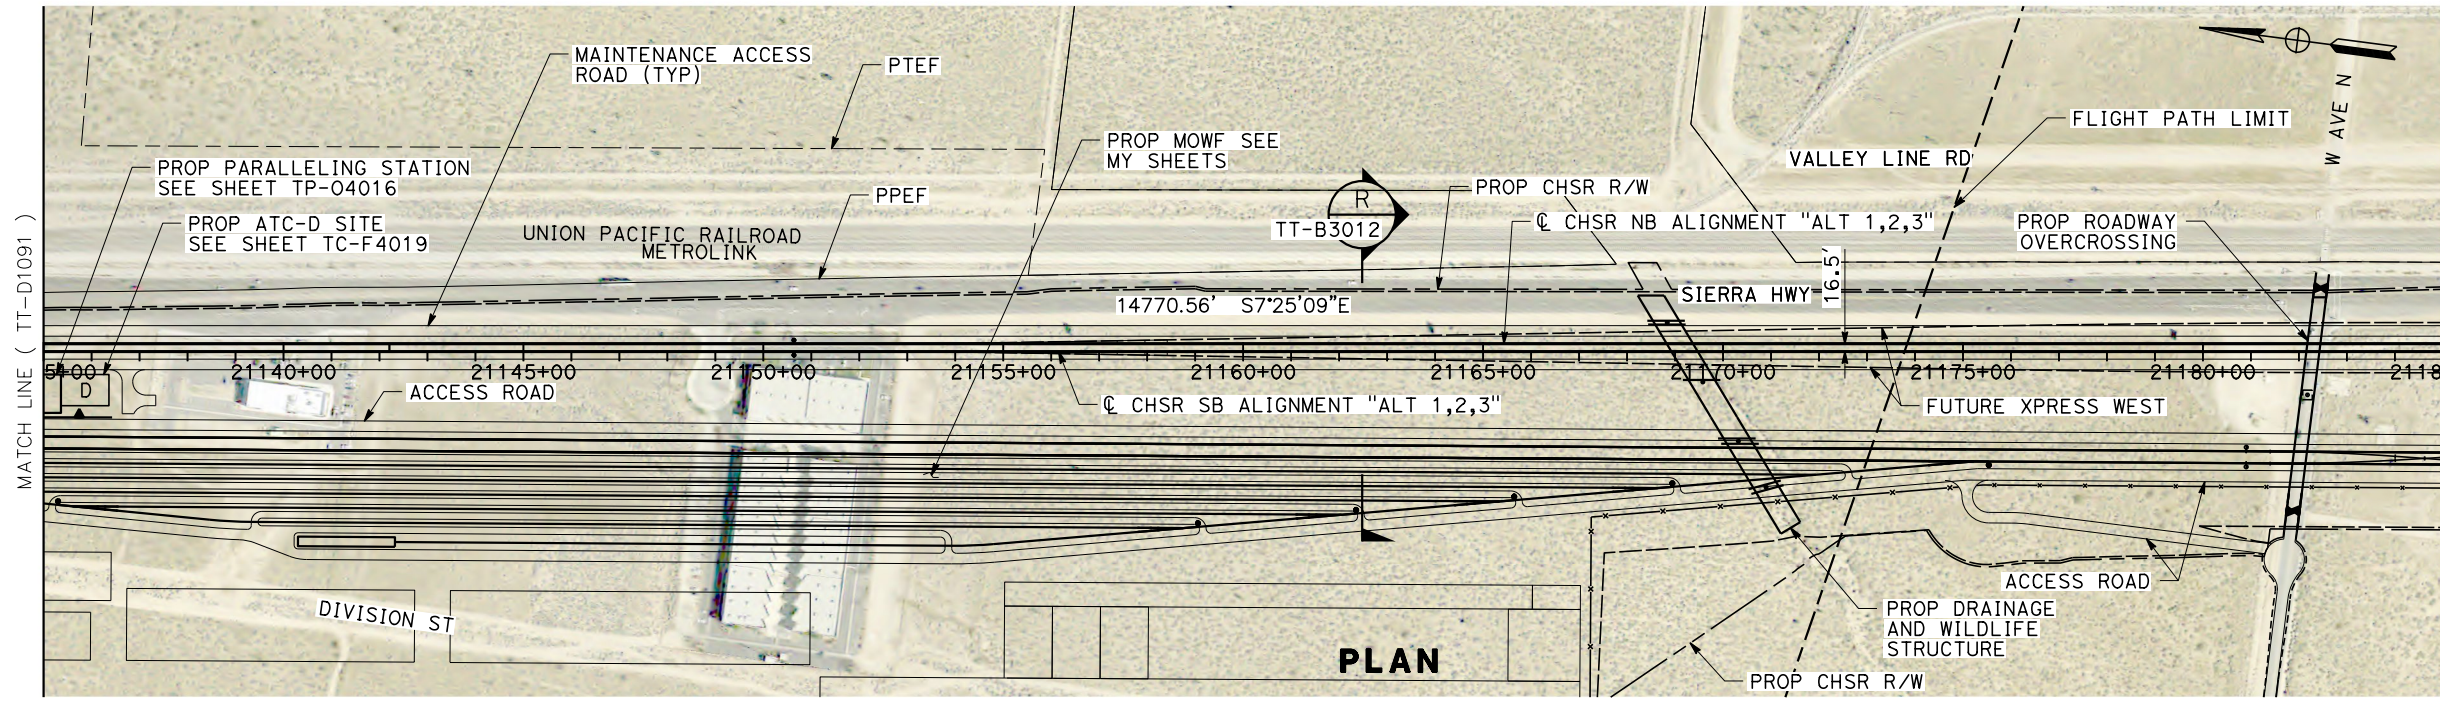 MAINTENANCE ACCESS
ROAD (TYP)
PTEF
PROP MOWF SEE
MY SHEETS
FLIGHT PATH LIMIT
W AVE N
VALLEY LINE RD
PROP PARALLELING STATION
SEE SHEET TP-04016
PPEF
R
TT-B3012
PROP CHSR R/W
PROP ATC-D SITE
SEE SHEET TC-F4019
UNION PACIFIC RAILROAD
METROLINK
℄ CHSR NB ALIGNMENT "ALT 1,2,3"
PROP ROADWAY
OVERCROSSING
16.5'
14770.56' S7°25'09"E
SIERRA HWY
MATCH LINE ( TT-D1091 )
5+00 21140+00 21145+00 21150+00 21155+00 21160+00 21165+00 21170+00 21175+00 21180+00 2118
D
ACCESS ROAD
℄ CHSR SB ALIGNMENT "ALT 1,2,3"
FUTURE XPRESS WEST
ACCESS ROAD
DIVISION ST
PROP DRAINAGE
AND WILDLIFE
STRUCTURE
PLAN
PROP CHSR R/W